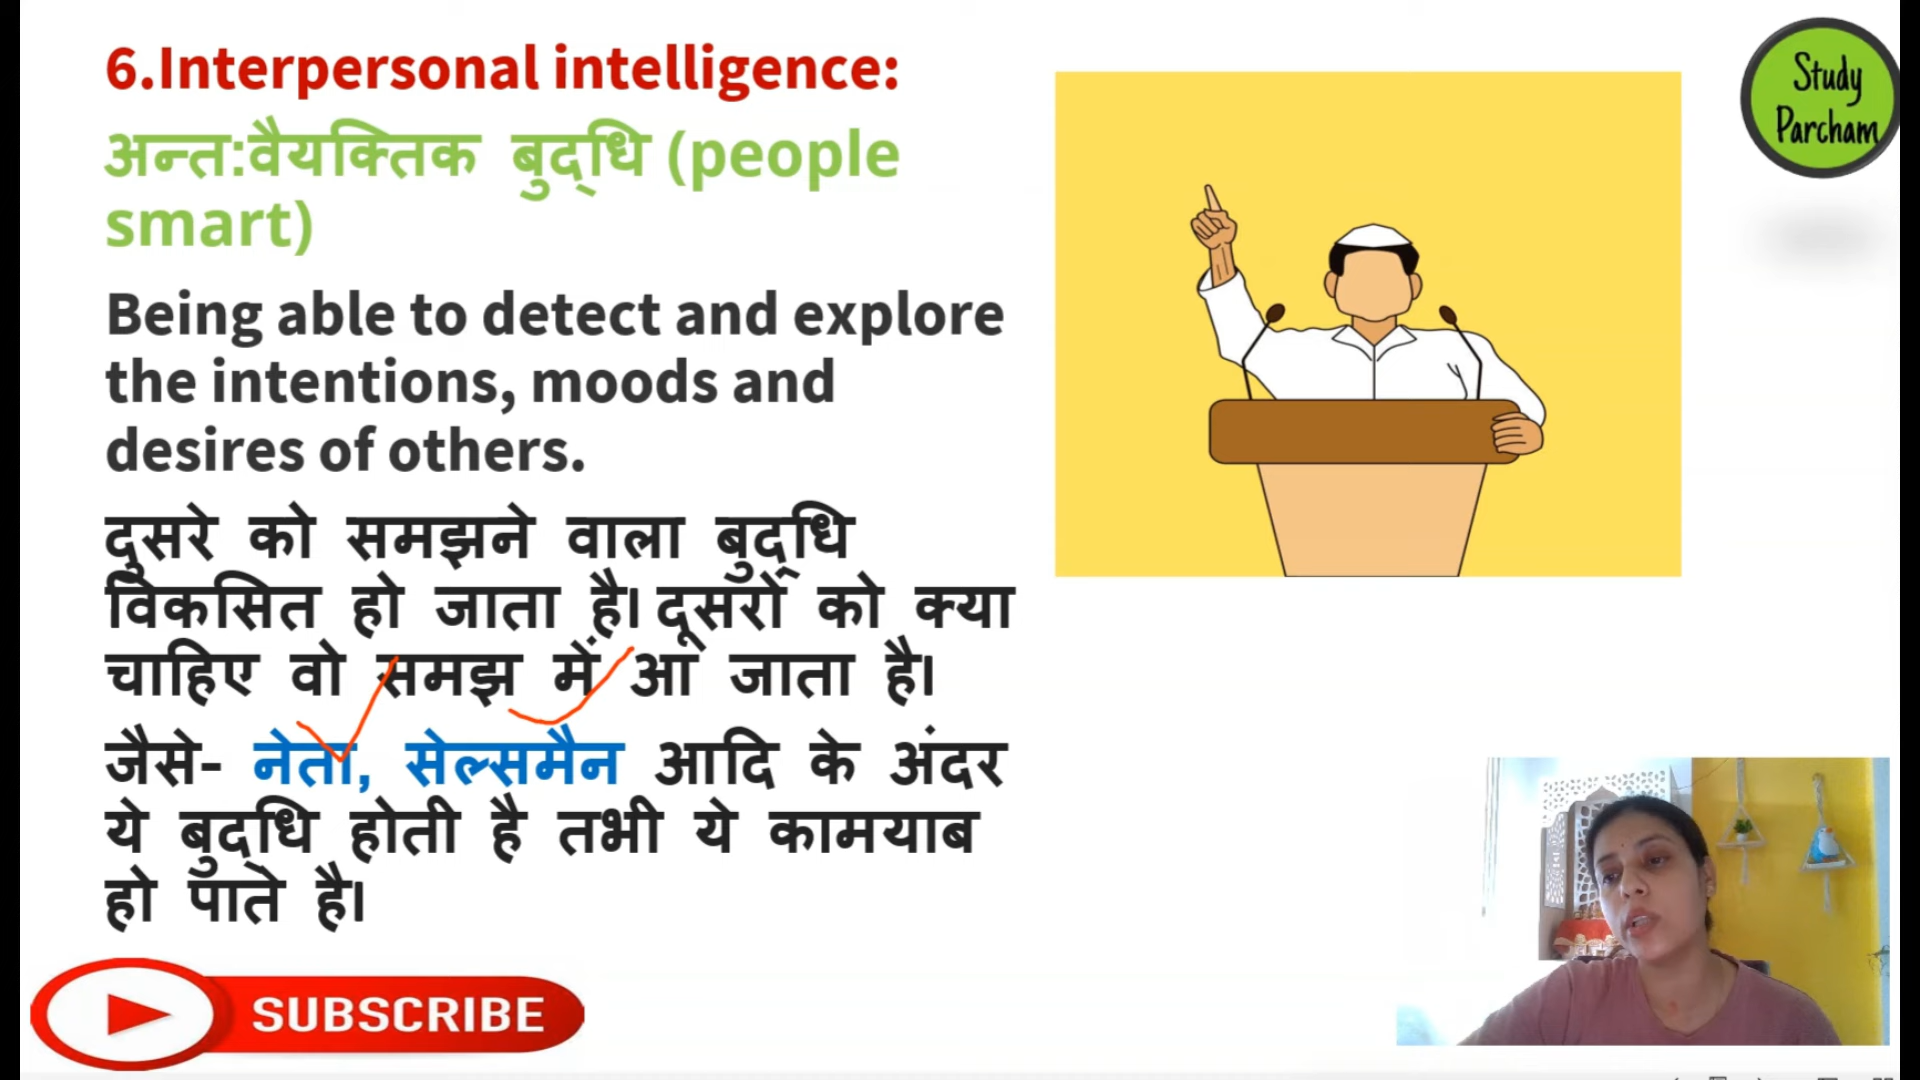 6.Interpersonal intelligence:
अन्त:वैयक्तिक बुद्धि (people
smart)
Being able to detect and explore
the intentions, moods and
desires of others.
दुसरे को समझने वाला बुद्धि
विकसित हो जाता है। दूसरों को क्या
चाहिए वो समझ में आ जाता है।
जैसे- नेता, सेल्समैन आदि के अंदर
ये बुद्धि होती है तभी ये कामयाब
हो पाते है।
SUBSCRIBE
Study
Parcham